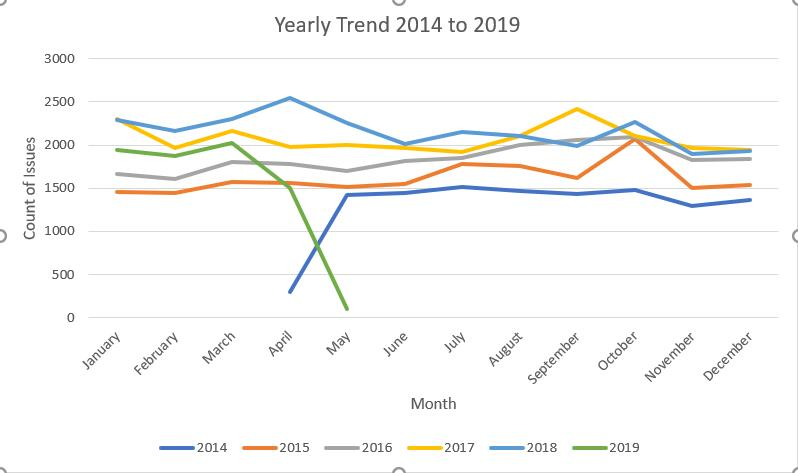 Yearly Trend 2014 to 2019
3000
2500
2000
1500
1000
500
0
Count of Issues
January
February
March
April
May
June
July
August
September
October
November
December
Month
2014 2015 2016 2017 2018 2019